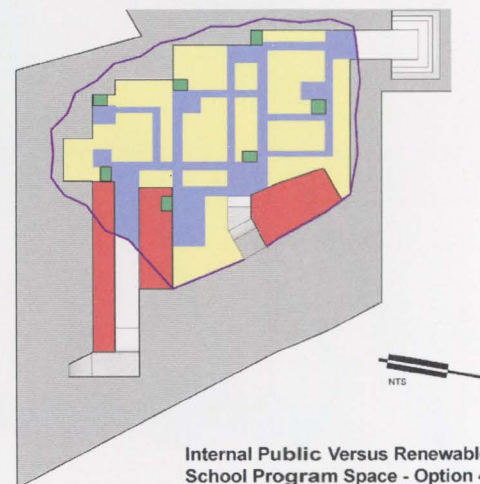 NTS
Internal Public Versus Renewabl
School Program Space - Option